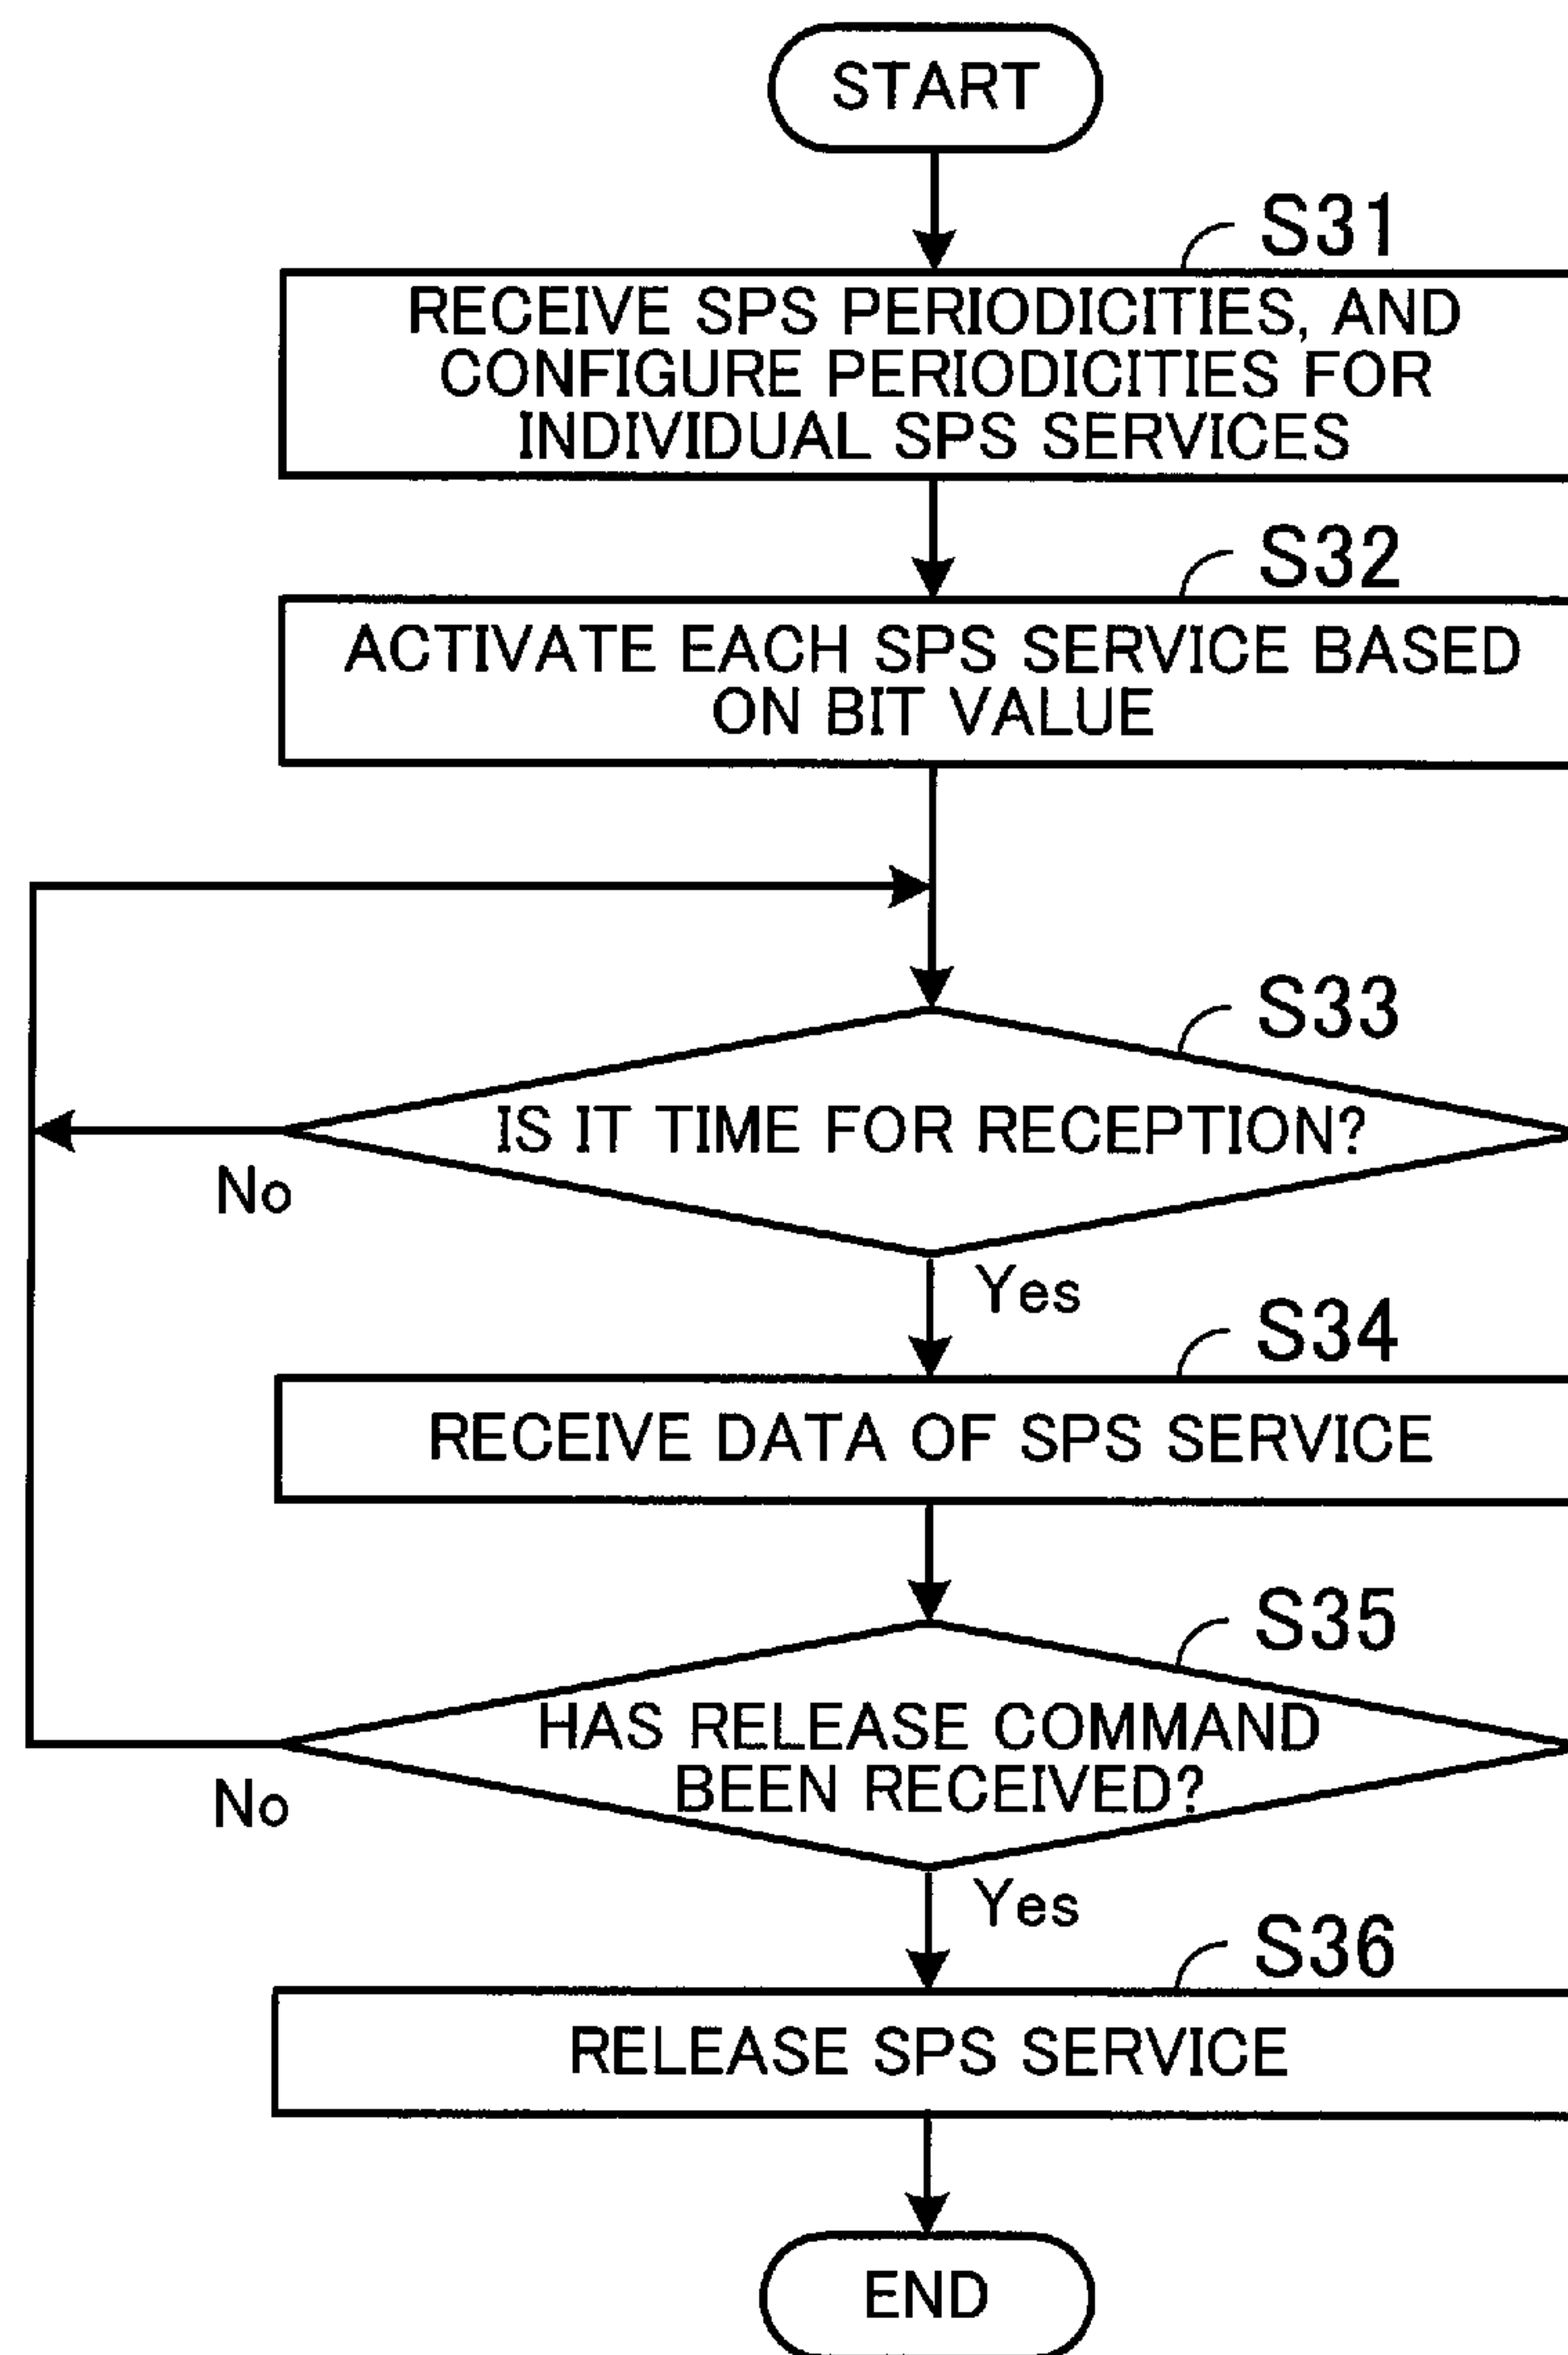 START
S31
RECEIVE SPS PERIODICITIES, AND
CONFIGURE PERIODICITIES FOR
INDIVIDUAL SPS SERVICES
S32
ACTIVATE EACH SPS SERVICE BASED
ON BIT VALUE
S33
IS IT TIME FOR RECEPTION?
No
Yes
S34
RECEIVE DATA OF SPS SERVICE
S35
HAS RELEASE COMMAND
BEEN RECEIVED?
No
Yes
S36
RELEASE SPS SERVICE
END